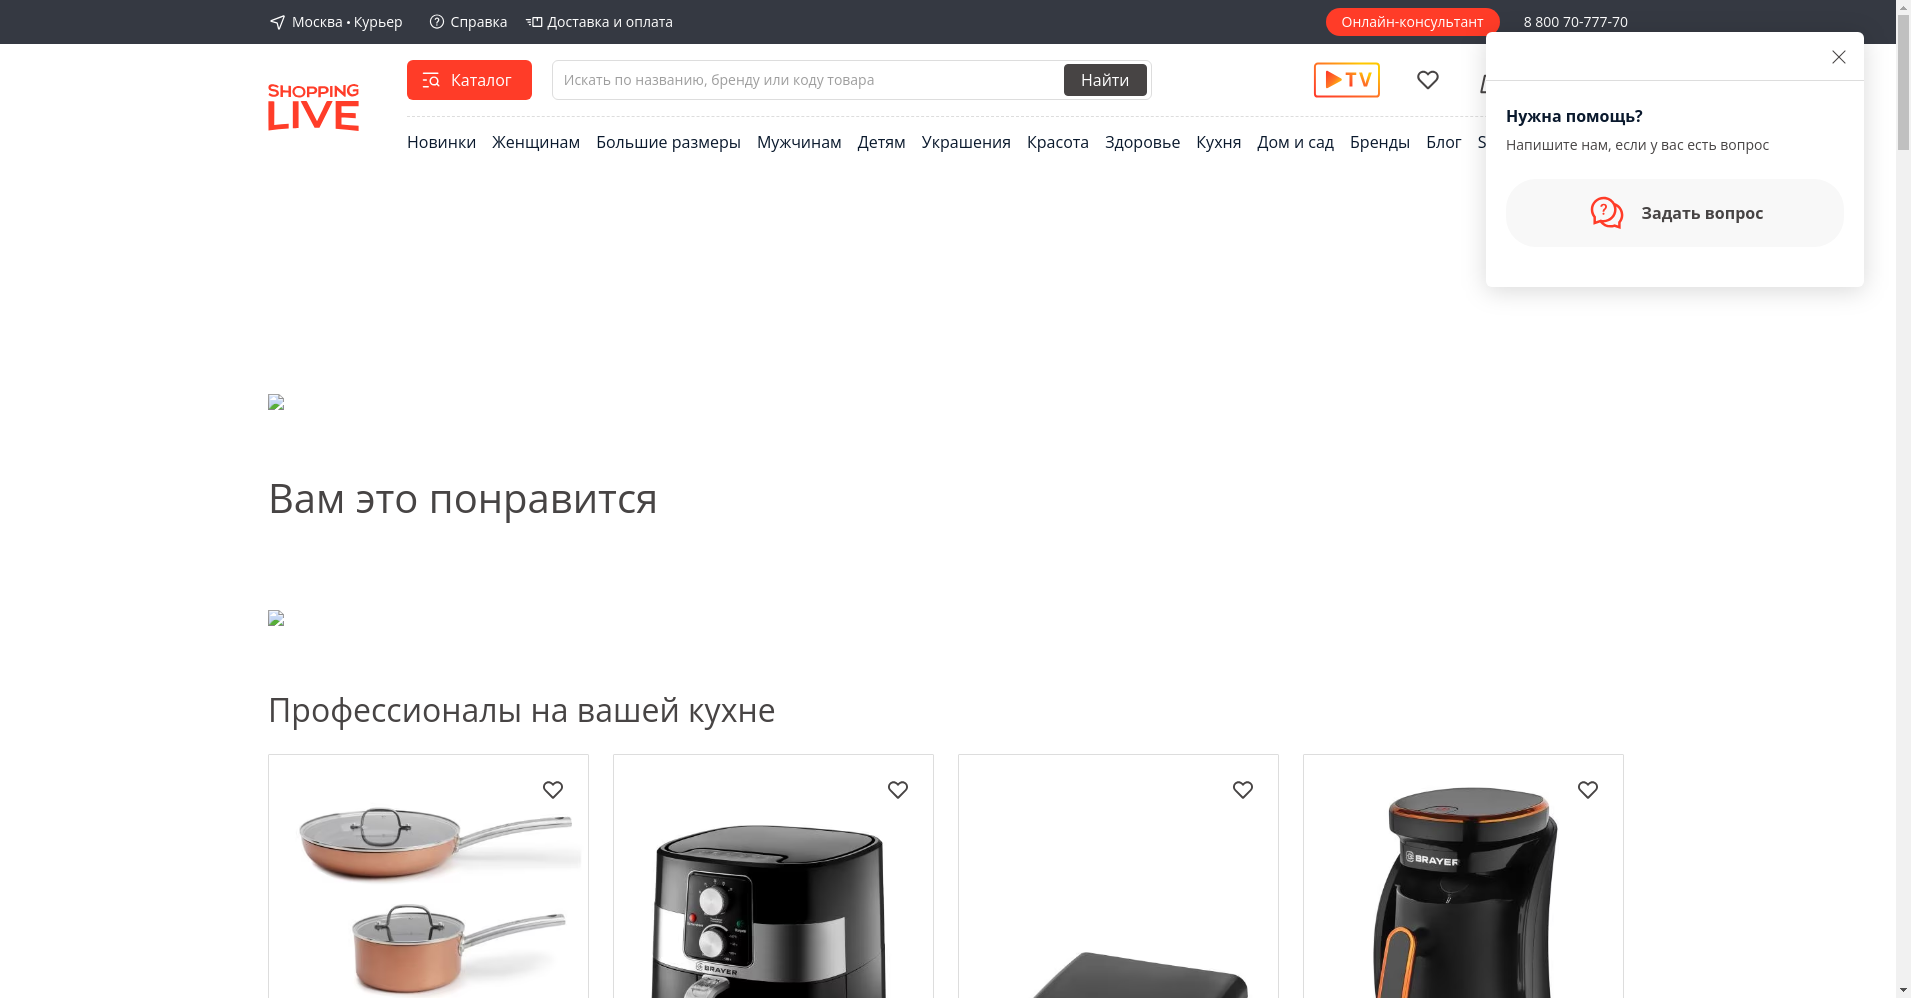 Москва • Курьер
Справка
Доставка и оплата
Онлайн-консультант
8 800 70-777-70
SHOPPING
LIVE
Каталог
Искать по названию, бренду или коду товара
Найти
TV
Новинки Женщинам Большие размеры Мужчинам Детям Украшения Красота Здоровье Кухня Дом и сад Бренды Блог
Нужна помощь?
Напишите нам, если у вас есть вопрос
Задать вопрос
Вам это понравится
Профессионалы на вашей кухне
BRAYER
BRAYER